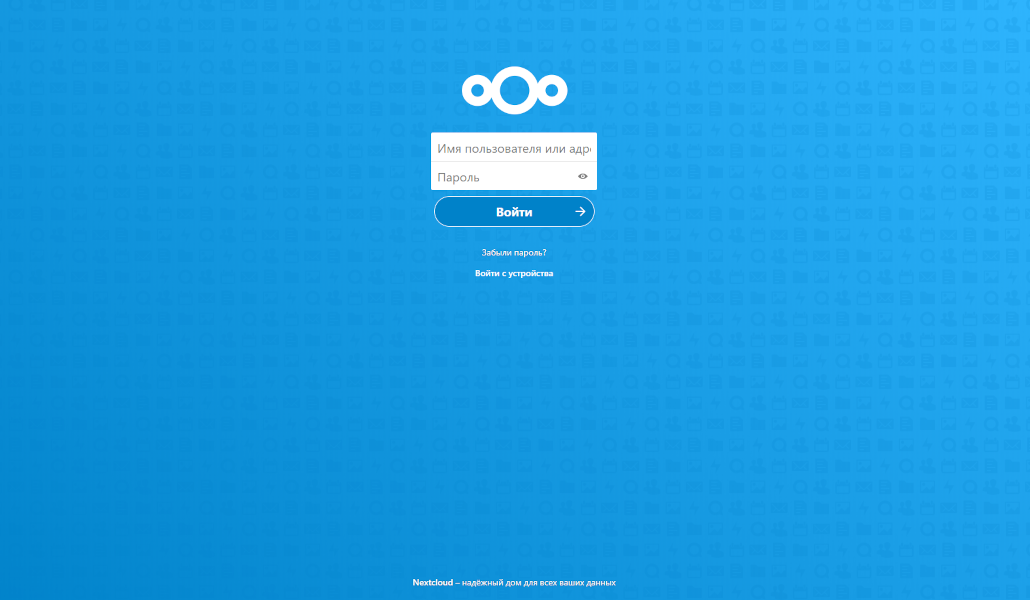 Имя пользователя или адр
Пароль
Войти
Забыли пароль?
Войти с устройства
Nextcloud – надёжный дом для всех ваших данных